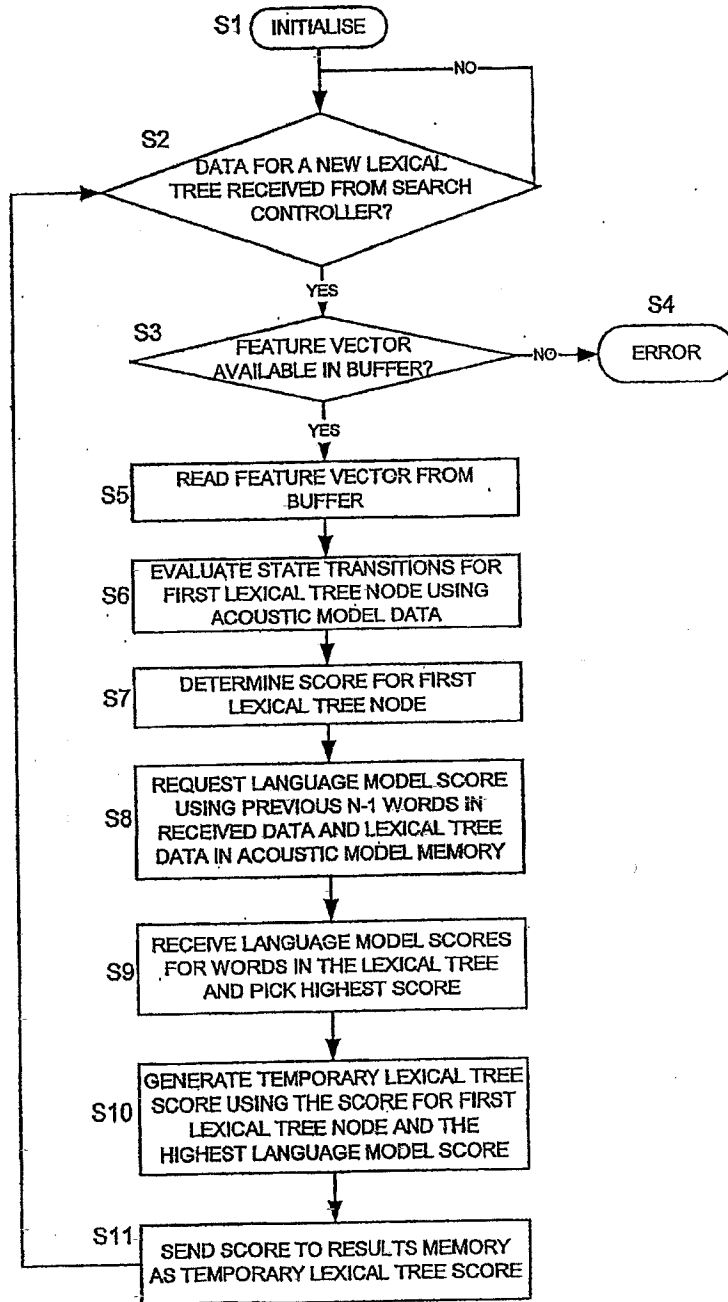 S1
INITIALISE
NO
S2
DATA FOR A NEW LEXICAL
TREE RECEIVED FROM SEARCH
CONTROLLER?
YES
S3
FEATURE VECTOR
AVAILABLE IN BUFFER?
NO
S4
ERROR
YES
S5
READ FEATURE VECTOR FROM
BUFFER
S6
EVALUATE STATE TRANSITIONS FOR
FIRST LEXICAL TREE NODE USING
ACOUSTIC MODEL DATA
S7
DETERMINE SCORE FOR FIRST
LEXICAL TREE NODE
S8
REQUEST LANGUAGE MODEL SCORE
USING PREVIOUS N-1 WORDS IN
RECEIVED DATA AND LEXICAL TREE
DATA IN ACOUSTIC MODEL MEMORY
S9
RECEIVE LANGUAGE MODEL SCORES
FOR WORDS IN THE LEXICAL TREE
AND PICK HIGHEST SCORE
S10
GENERATE TEMPORARY LEXICAL TREE
SCORE USING THE SCORE FOR FIRST
LEXICAL TREE NODE AND THE
HIGHEST LANGUAGE MODEL SCORE
S11
SEND SCORE TO RESULTS MEMORY
AS TEMPORARY LEXICAL TREE SCORE